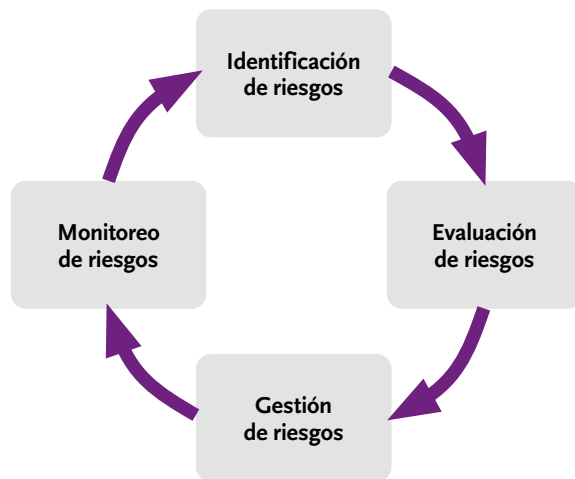 Identificación
de riesgos
Evaluación
de riesgos
Gestión
de riesgos
Monitoreo
de riesgos